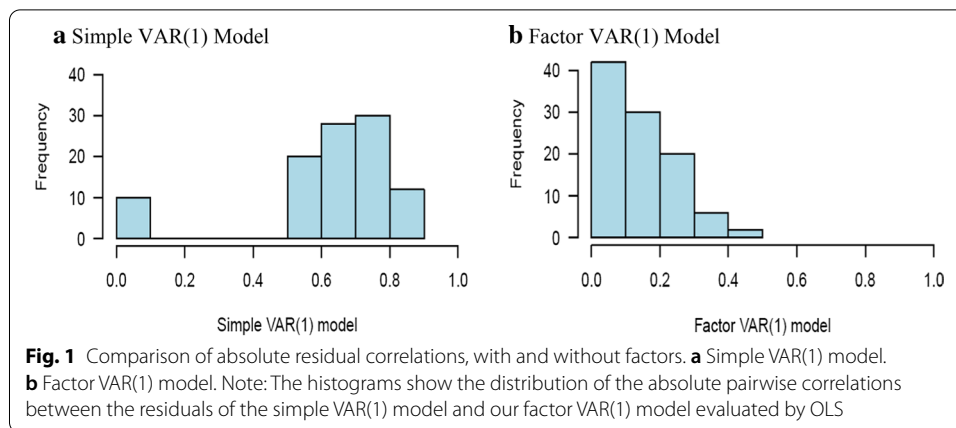 a Simple VAR(1) Model
b Factor VAR(1) Model
Frequency
40
30
20
10
0
0.0 0.2 0.4 0.6 0.8 1.0
Simple VAR(1) model
Frequency
40
30
20
10
0
0.0 0.2 0.4 0.6 0.8 1.0
Factor VAR(1) model
Fig. 1 Comparison of absolute residual correlations, with and without factors. a Simple VAR(1) model.
b Factor VAR(1) model. Note: The histograms show the distribution of the absolute pairwise correlations
between the residuals of the simple VAR(1) model and our factor VAR(1) model evaluated by OLS